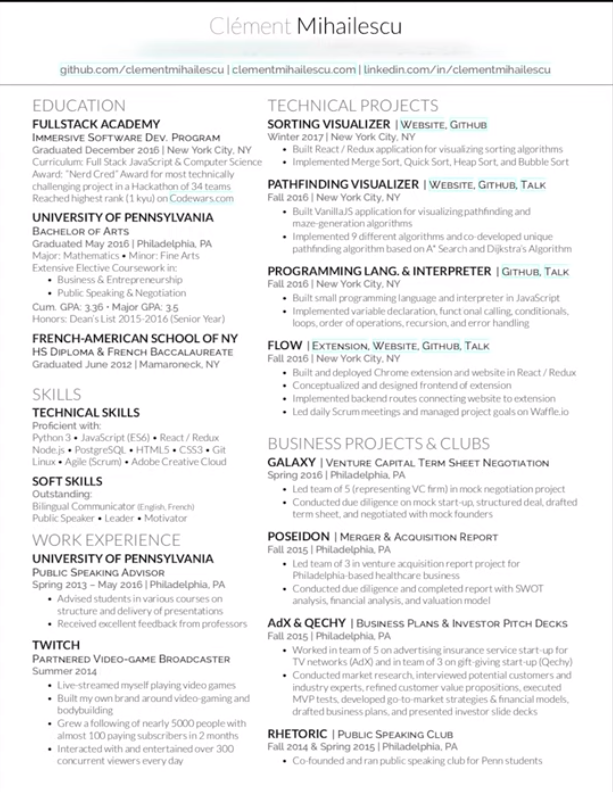 Clément Mihailescu
github.com/clementmihailescu | clementmihailescu.com | linkedin.com/in/clementmihailescu
EDUCATION
FULLSTACK ACADEMY
IMMERSIVE SOFTWARE DEV. PROGRAM
Graduated December 2016 | New York City, NY
Curriculum: Full Stack JavaScript & Computer Science
Award: "Nerd Cred" Award for most technically
challenging project in a Hackathon of 34 teams
Reached highest rank (1 kyu) on Codewars.com
UNIVERSITY OF PENNSYLVANIA
BACHELOR OF ARTS
Graduated May 2016 | Philadelphia, PA
Major: Mathematics • Minor: Fine Arts
Extensive Elective Coursework in:
• Business & Entrepreneurship
• Public Speaking & Negotiation
Cum. GPA: 3.36 • Major GPA: 3.5
Honors: Dean's List 2015-2016 (Senior Year)
FRENCH-AMERICAN SCHOOL OF NY
HS DIPLOMA & FRENCH BACCALAUREATE
Graduated June 2012 | Mamaroneck, NY
SKILLS
TECHNICAL SKILLS
Proficient with:
Python 3 • JavaScript (ES6) • React / Redux
Node.js • PostgreSQL • HTML5 • CSS3 • Git
Linux • Agile (Scrum) • Adobe Creative Cloud
SOFT SKILLS
Outstanding:
Bilingual Communicator (English, French)
Public Speaker • Leader • Motivator
WORK EXPERIENCE
UNIVERSITY OF PENNSYLVANIA
PUBLIC SPEAKING ADVISOR
Spring 2013 – May 2016 | Philadelphia, PA
• Advised students in various courses on
structure and delivery of presentations
• Received excellent feedback from professors
TWITCH
PARTNERED VIDEO-GAME BROADCASTER
Summer 2014
• Live-streamed myself playing video games
• Built my own brand around video-gaming and
bodybuilding
• Grew a following of nearly 5000 people with
almost 100 paying subscribers in 2 months
• Interacted with and entertained over 300
concurrent viewers every day
TECHNICAL PROJECTS
SORTING VISUALIZER | WEBSITE, GITHUB
Winter 2017 | New York City, NY
• Built React / Redux application for visualizing sorting algorithms
• Implemented Merge Sort, Quick Sort, Heap Sort, and Bubble Sort
PATHFINDING VISUALIZER | WEBSITE, GITHUB, TALK
Fall 2016 | New York City, NY
• Built VanillaJS application for visualizing pathfinding and
maze-generation algorithms
• Implemented 9 different algorithms and co-developed unique
pathfinding algorithm based on A* Search and Dijkstra's Algorithm
PROGRAMMING LANG. & INTERPRETER | GITHUB, TALK
Fall 2016 | New York City, NY
• Built small programming language and interpreter in JavaScript
• Implemented variable declaration, functional calling, conditionals,
loops, order of operations, recursion, and error handling
FLOW | EXTENSION, WEBSITE, GITHUB, TALK
Fall 2016 | New York City, NY
• Built and deployed Chrome extension and website in React / Redux
• Conceptualized and designed frontend of extension
• Implemented backend routes connecting website to extension
• Led daily Scrum meetings and managed project goals on Waffle.io
BUSINESS PROJECTS & CLUBS
GALAXY | VENTURE CAPITAL TERM SHEET NEGOTIATION
Spring 2016 | Philadelphia, PA
• Led team of 5 (representing VC firm) in mock negotiation project
• Conducted due diligence on mock start-up, structured deal, drafted
term sheet, and negotiated with mock founders
POSEIDON | MERGER & ACQUISITION REPORT
Fall 2015 | Philadelphia, PA
• Led team of 3 in venture acquisition report project for
Philadelphia-based healthcare business
• Conducted due diligence and completed report with SWOT
analysis, financial analysis, and valuation model
AdX & QECHY | BUSINESS PLANS & INVESTOR PITCH DECKS
Fall 2015 | Philadelphia, PA
• Worked in team of 5 on advertising insurance service start-up for
TV networks (AdX) and in team of 3 on gift-giving start-up (Qechy)
• Conducted market research, interviewed potential customers and
industry experts, refined customer value propositions, executed
MVP tests, developed go-to-market strategies & financial models,
drafted business plans, and presented investor slide decks
RHETORIC | PUBLIC SPEAKING CLUB
Fall 2014 & Spring 2015 | Philadelphia, PA
• Co-founded and ran public speaking club for Penn students